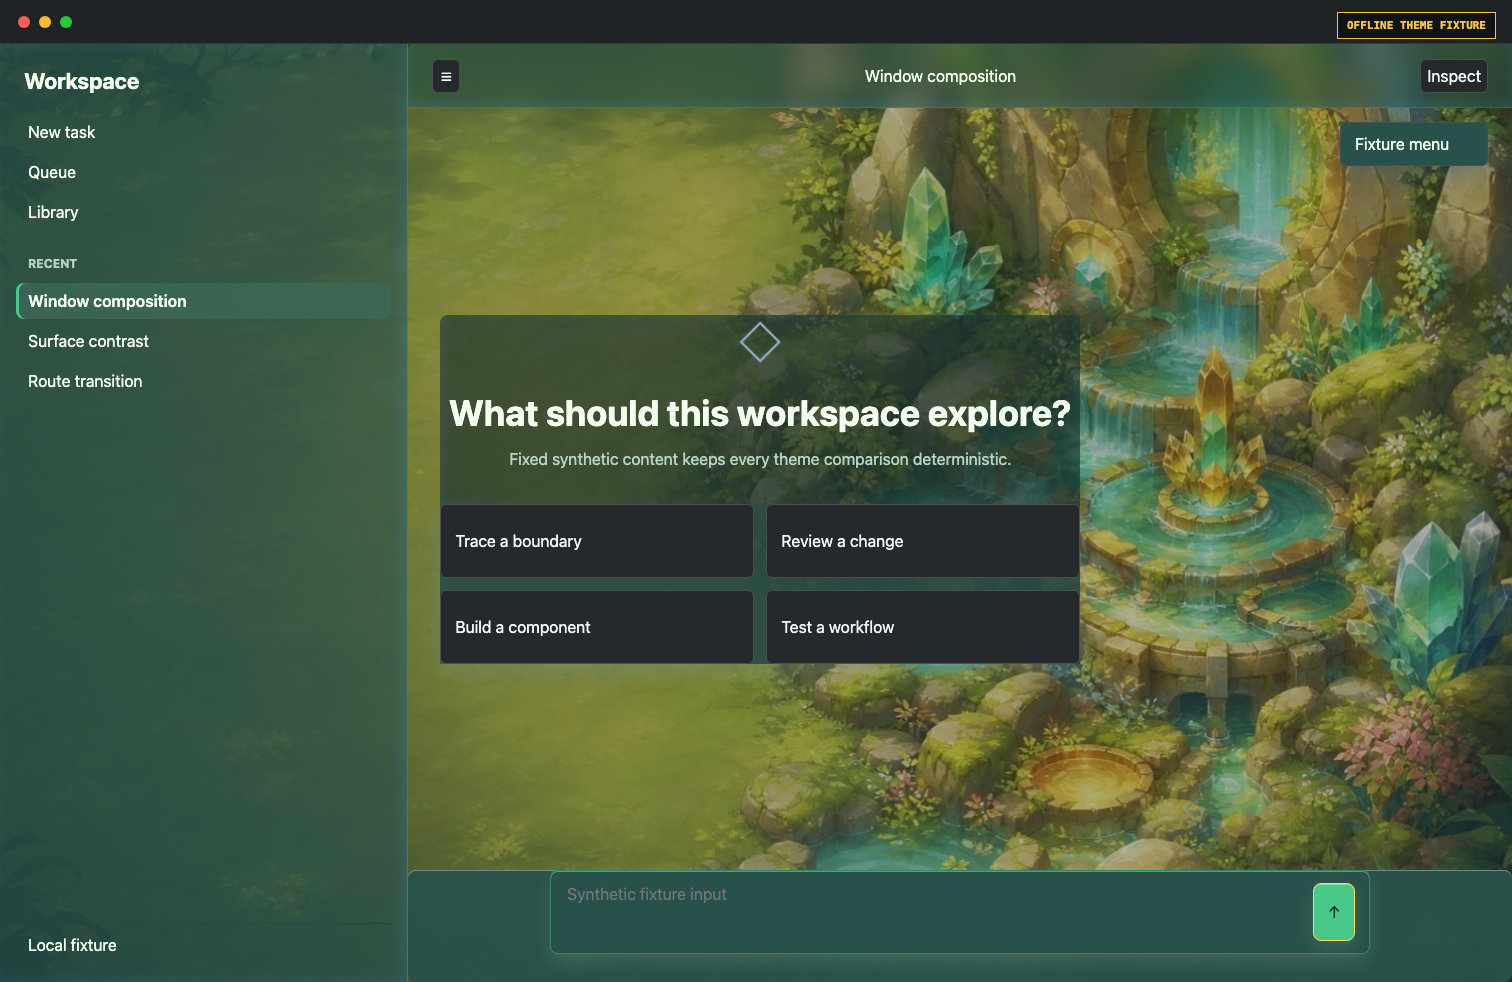 OFFLINE THEME FIXTURE
Workspace
New task
Queue
Library
RECENT
Window composition
Surface contrast
Route transition
Local fixture
Window composition
Inspect
Fixture menu
What should this workspace explore?
Fixed synthetic content keeps every theme comparison deterministic.
Trace a boundary
Review a change
Build a component
Test a workflow
Synthetic fixture input